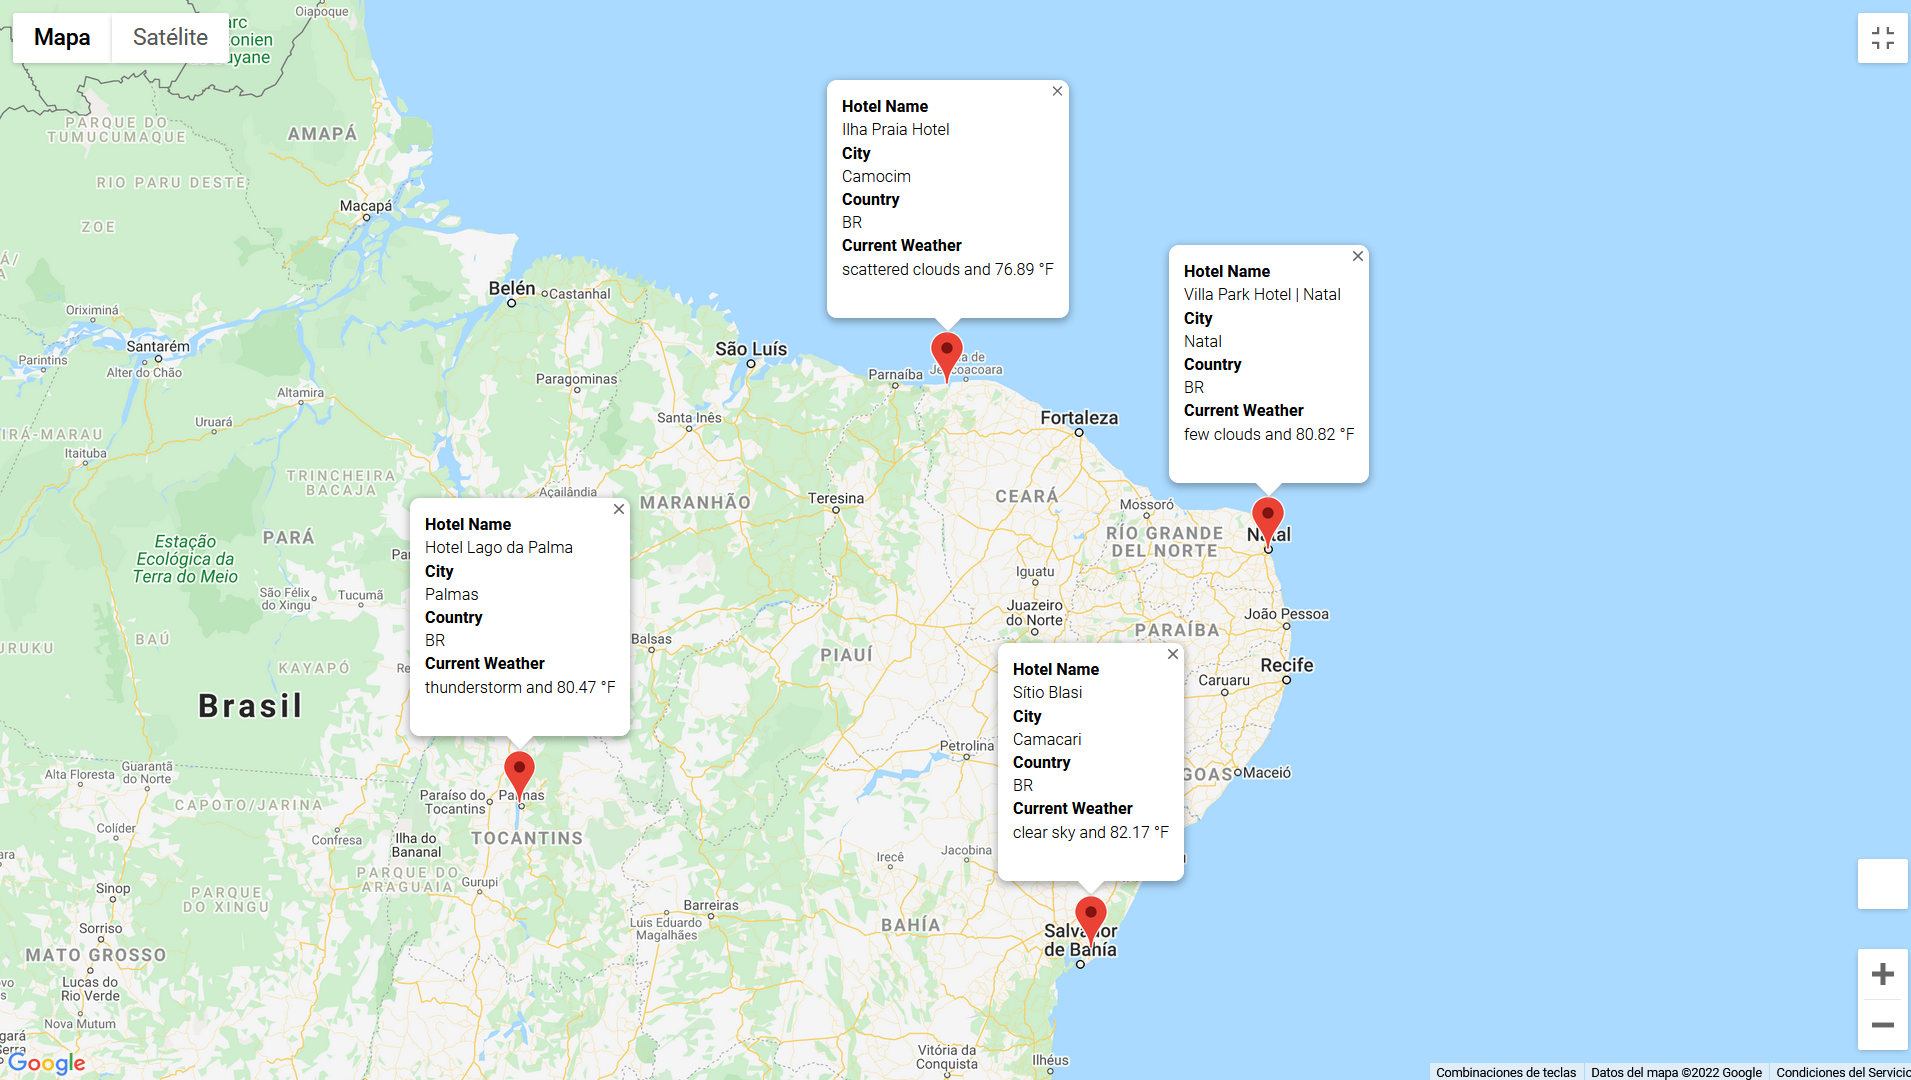 Mapa
Satélite
Oiapoque
AMAPÁ
PARQUE DO
TUMUCUMAQUE
RIO PARU DESTE
ZOE
Macapá
Belén
Castanhal
Oriximiná
Santarém
Parintins
Alter do Chão
Altamira
Uruará
Itaituba
Paragominas
São Luís
Santa Inês
Parnaíba
Fortaleza
TRINCHEIRA
BACAJA
Açailândia
MARANHÃO
Teresina
CEARÁ
Mossoró
RÍO GRANDE
DEL NORTE
Natal
PARÁ
Estação
Ecológica da
Terra do Meio
São Félix
do Xingu
Tucumã
Iguatu
Juazeiro
do Norte
João Pessoa
PARAÍBA
BAÚ
KAYAPÓ
Balsas
PIAUÍ
Recife
Caruaru
Brasil
Petrolina
Maceió
Alta Floresta
Guarantã
do Norte
CAPOTO/JARINA
Paraíso do
Tocantins
Palmas
TOCANTINS
Colíder
Confresa
Ilha do
Bananal
PARQUE DO
ARAGUAIA
Gurupi
Irecê
Jacobina
Sinop
PARQUE
DO XINGU
Barreiras
Luis Eduardo
Magalhães
BAHÍA
Salvador
de Bahía
Sorriso
MATO GROSSO
Lucas do
Rio Verde
Nova Mutum
Vitória da
Conquista
Ilhéus
Hotel Name
Ilha Praia Hotel
City
Camocim
Country
BR
Current Weather
scattered clouds and 76.89 °F
Hotel Name
Villa Park Hotel | Natal
City
Natal
Country
BR
Current Weather
few clouds and 80.82 °F
Hotel Name
Hotel Lago da Palma
City
Palmas
Country
BR
Current Weather
thunderstorm and 80.47 °F
Hotel Name
Sítio Blasi
City
Camacari
Country
BR
Current Weather
clear sky and 82.17 °F
Google
Combinaciones de teclas
Datos del mapa ©2022 Google
Condiciones del Servicio